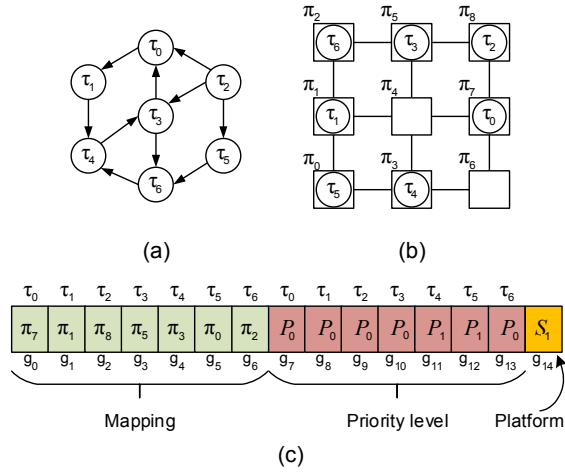 τ0
τ1
τ2
τ3
τ4
τ5
τ6
(a)
π2 π5 π8
τ6 τ3 τ2
π1 π4 π7
τ1 τ0
π0 π3 π6
τ5 τ4
(b)
τ0 τ1 τ2 τ3 τ4 τ5 τ6 τ0 τ1 τ2 τ3 τ4 τ5 τ6
π7 π1 π8 π5 π3 π0 π2 P0 P0 P0 P0 P1 P1 P0 S1
g0 g1 g2 g3 g4 g5 g6 g7 g8 g9 g10 g11 g12 g13 g14
Mapping Priority level Platform
(c)